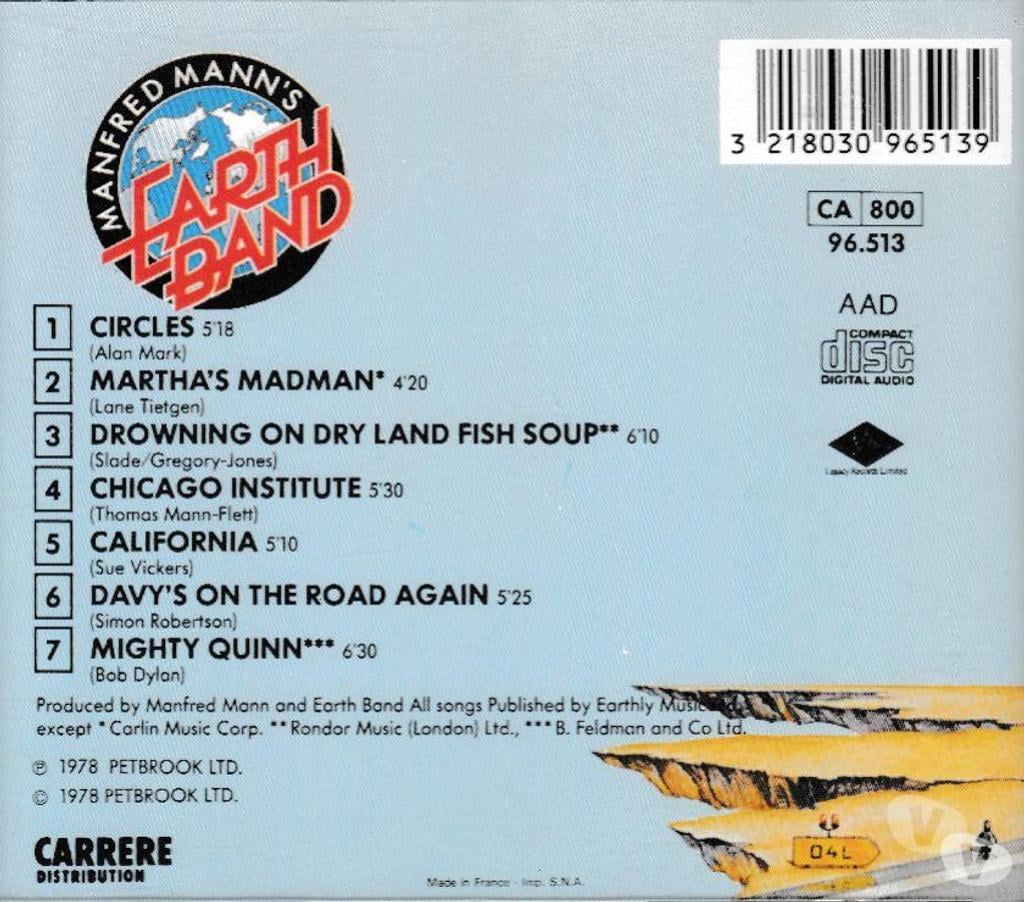 MANFRED MANN'S
EARTH
BAND
3 218030 965139
CA 800
96.513
AAD
COMPACT
disc
DIGITAL AUDIO
Legacy Records Limited
1 CIRCLES 5'18
(Alan Mark)
2 MARTHA'S MADMAN* 4'20
(Lane Tietgen)
3 DROWNING ON DRY LAND FISH SOUP** 6'10
(Slade/Gregory-Jones)
4 CHICAGO INSTITUTE 5'30
(Thomas Mann-Flett)
5 CALIFORNIA 5'10
(Sue Vickers)
6 DAVY'S ON THE ROAD AGAIN 5'25
(Simon Robertson)
7 MIGHTY QUINN*** 6'30
(Bob Dylan)
Produced by Manfred Mann and Earth Band All songs Published by Earthly Music Ltd,
except *Carlin Music Corp. **Rondor Music (London) Ltd., ***B. Feldman and Co Ltd.
℗ 1978 PETBROOK LTD.
© 1978 PETBROOK LTD.
CARRERE
DISTRIBUTION
Made in France - Imp. S.N.A.
04L
V
V